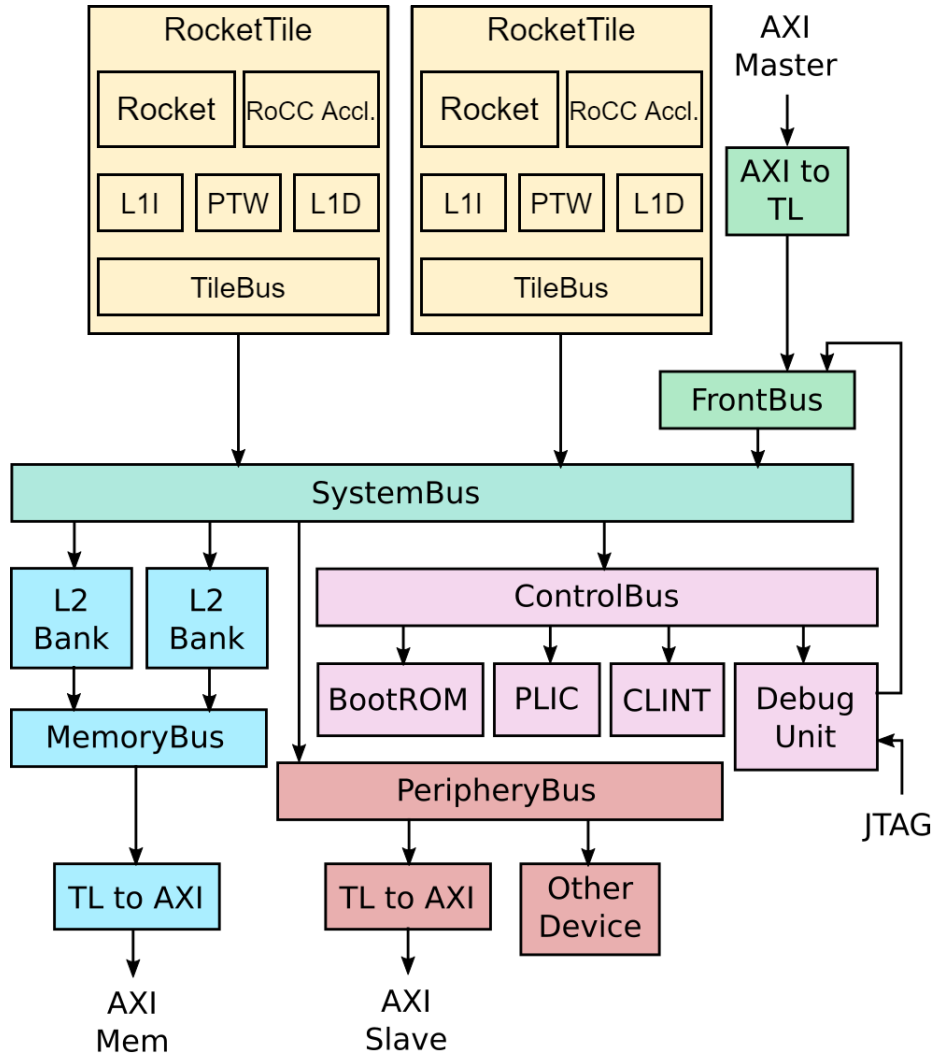 RocketTile
Rocket
RoCC Accl.
L1I
PTW
L1D
TileBus
RocketTile
Rocket
RoCC Accl.
L1I
PTW
L1D
TileBus
AXI
Master
AXI to
TL
FrontBus
SystemBus
L2
Bank
L2
Bank
MemoryBus
TL to AXI
AXI
Mem
ControlBus
BootROM
PLIC
CLINT
Debug
Unit
JTAG
PeripheryBus
TL to AXI
Other
Device
AXI
Slave